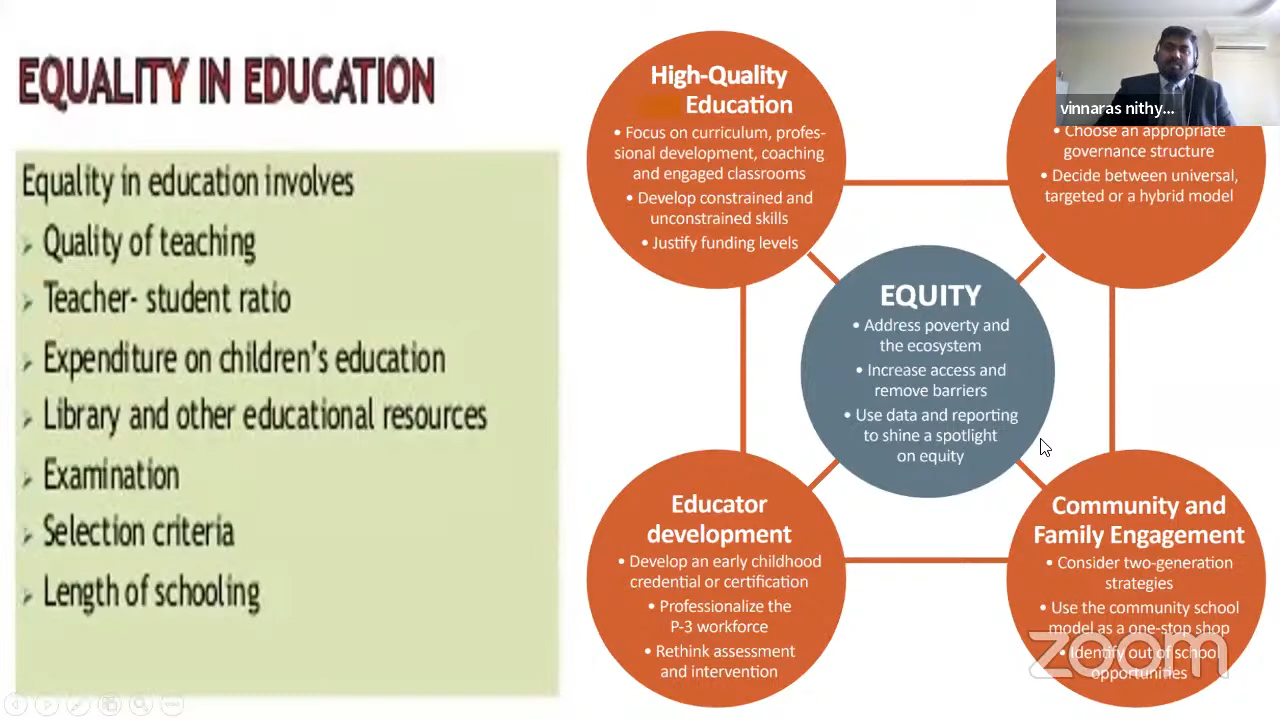 EQUALITY IN EDUCATION
Equality in education involves
Quality of teaching
Teacher- student ratio
Expenditure on children's education
Library and other educational resources
Examination
Selection criteria
Length of schooling
High-Quality
Education
• Focus on curriculum, profes-
sional development, coaching
and engaged classrooms
• Develop constrained and
unconstrained skills
• Justify funding levels
vinnaras nithy...
• Choose an appropriate
governance structure
• Decide between universal,
targeted or a hybrid model
EQUITY
• Address poverty and
the ecosystem
• Increase access and
remove barriers
• Use data and reporting
to shine a spotlight
on equity
Educator
development
• Develop an early childhood
credential or certification
• Professionalize the
P-3 workforce
• Rethink assessment
and intervention
Community and
Family Engagement
• Consider two-generation
strategies
• Use the community school
model as a one-stop shop
• Identify out of school
opportunities
zoom